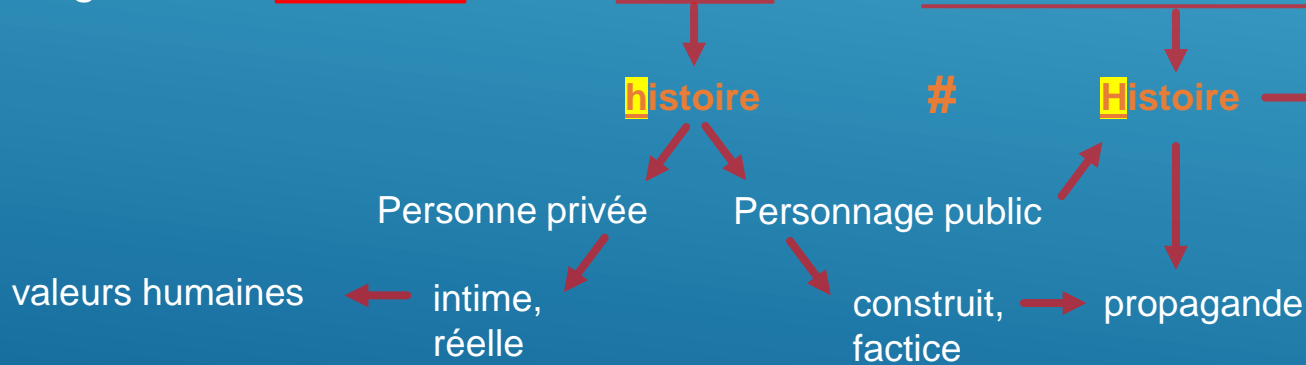 histoire # Histoire
Personne privée Personnage public
valeurs humaines intime, construit, propagande
réelle factice